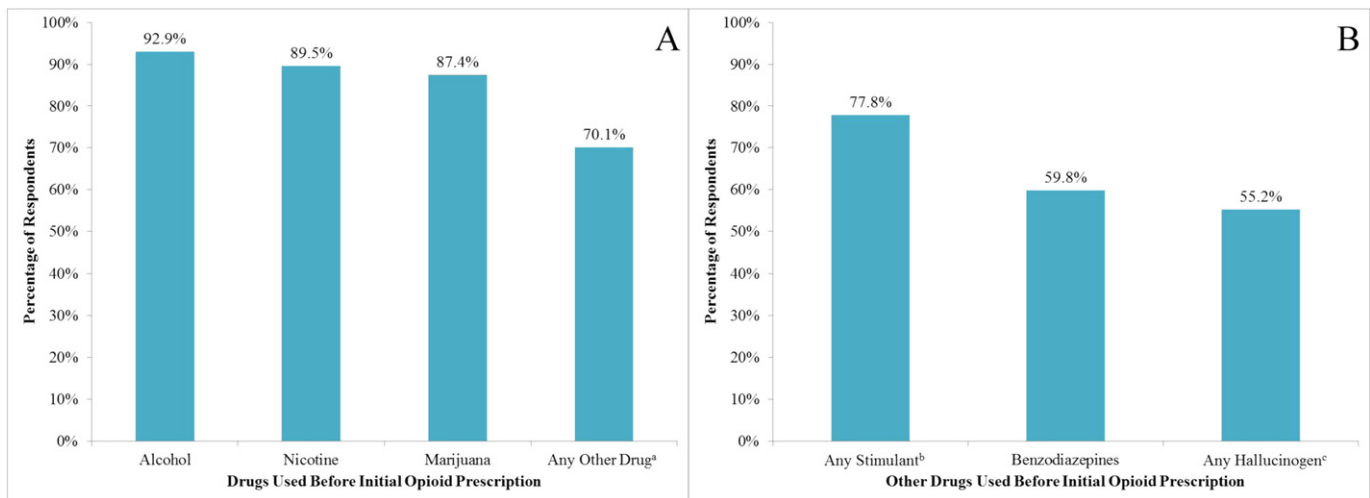 A
Percentage of Respondents
100%
90%
80%
70%
60%
50%
40%
30%
20%
10%
0%
92.9%
89.5%
87.4%
70.1%
Alcohol
Nicotine
Marijuana
Any Other Drugᵃ
Drugs Used Before Initial Opioid Prescription
B
Percentage of Respondents
100%
90%
80%
70%
60%
50%
40%
30%
20%
10%
0%
77.8%
59.8%
55.2%
Any Stimulantᵇ
Benzodiazepines
Any Hallucinogenᶜ
Other Drugs Used Before Initial Opioid Prescription